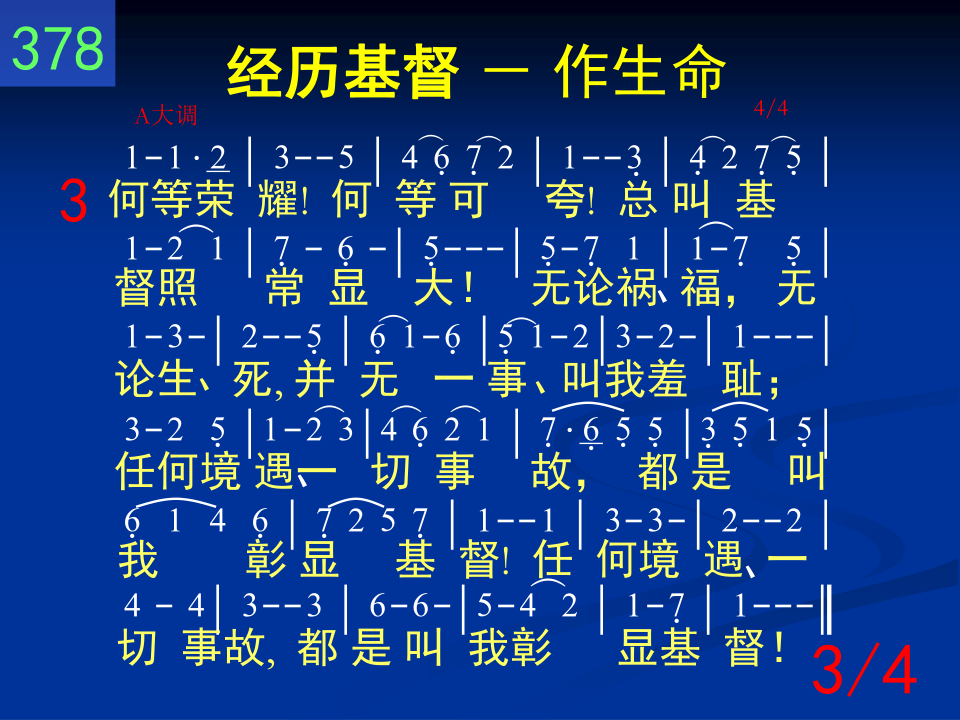 378
经历基督 － 作生命
A大调 4/4
1-1·2 | 3--5 | 4 6 7 2 | 1--3 | 4 2 7 5 |
3 何等荣 耀! 何 等 可 夸! 总 叫 基
1-2 1 | 7 - 6 - | 5--- | 5-7 1 | 1-7 5 |
督照 常 显 大！ 无论祸、福， 无
1-3- | 2--5 | 6 1-6 | 5 1-2 | 3-2- | 1--- |
论生、死, 并 无 一 事、叫我羞 耻；
3-2 5 | 1-2 3 | 4 6 2 1 | 7·6 5 5 | 3 5 1 5 |
任何境 遇、一 切 事 故， 都 是 叫
6 1 4 6 | 7 2 5 7 | 1--1 | 3-3- | 2--2 |
我 彰 显 基 督! 任 何境 遇、一
4 - 4 | 3--3 | 6-6- | 5-4 2 | 1-7 | 1--- ‖
切 事故, 都 是 叫 我彰 显基 督！
3/4